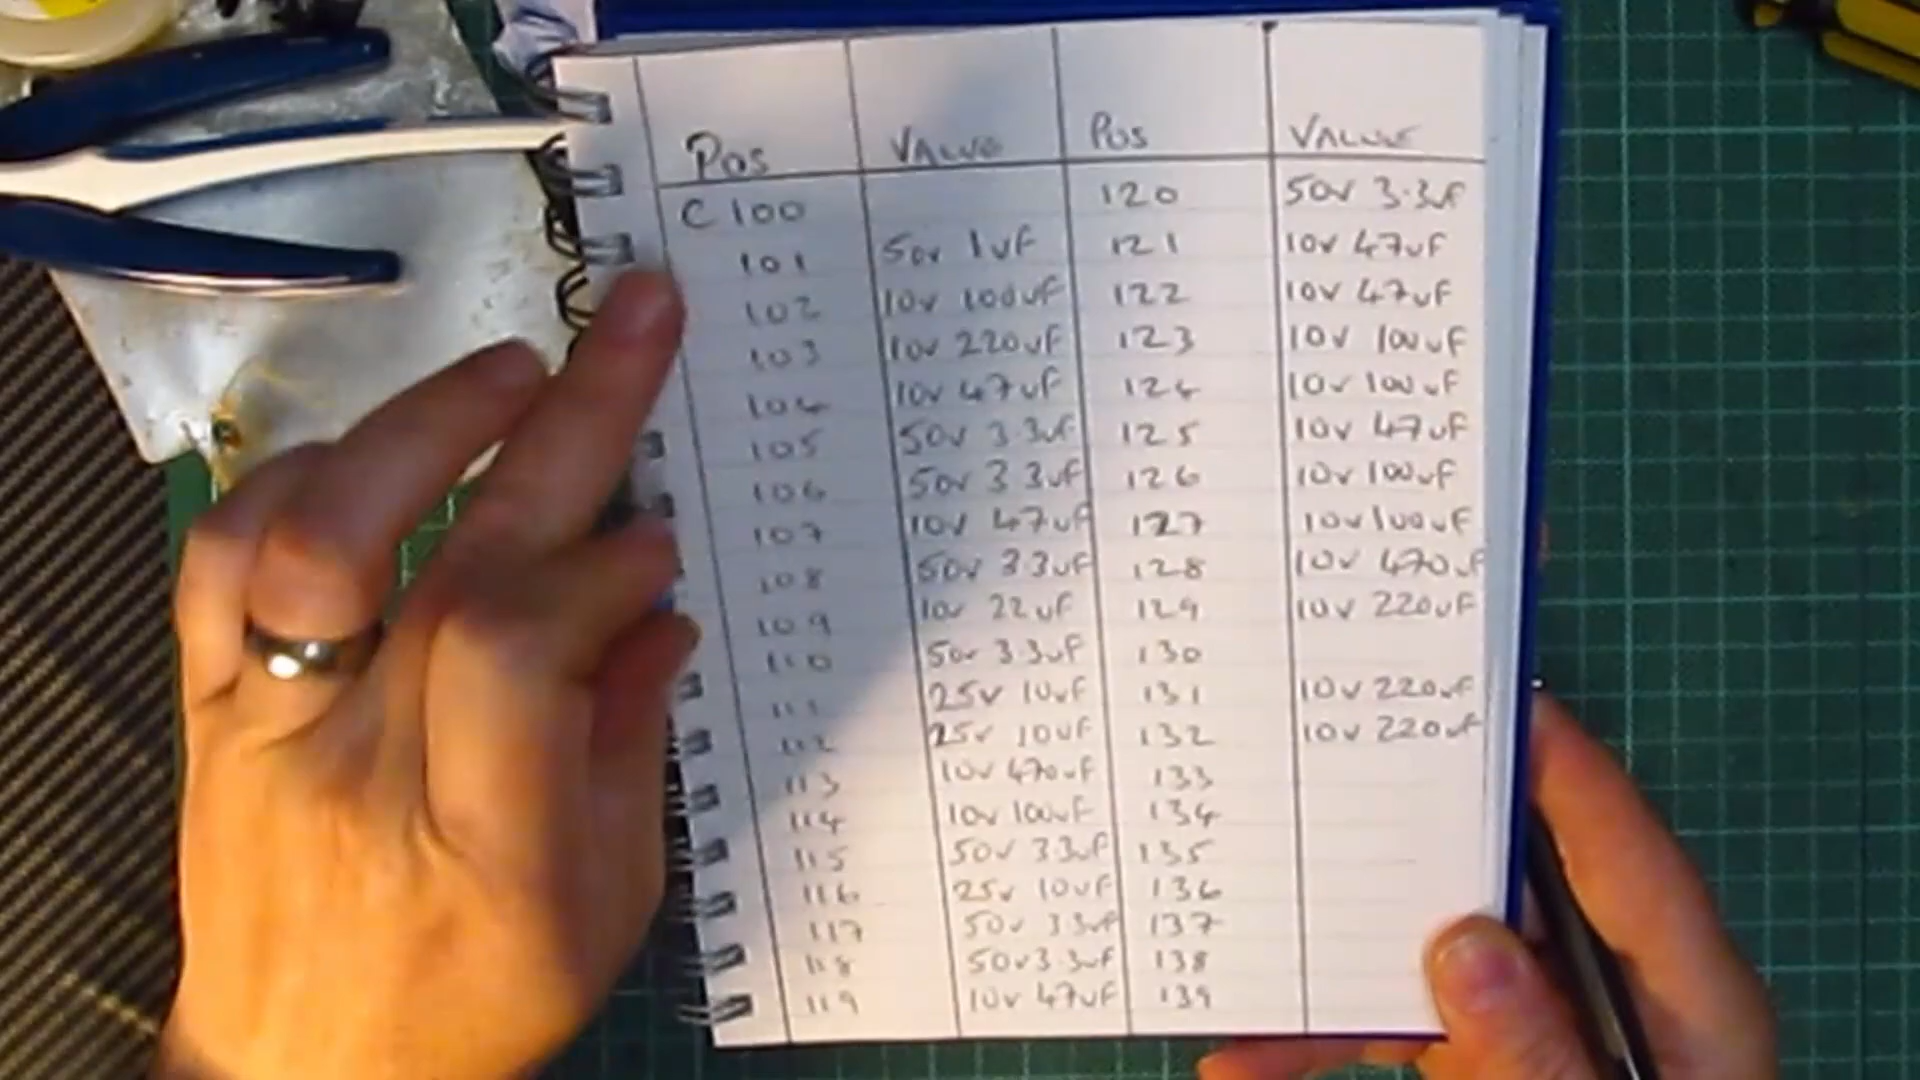 Pos VALUE Pos VALUE
C100 120 50v 3.3uF
101 50v 1uF 121 10v 47uF
102 10v 100uF 122 10v 47uF
103 10v 220uF 123 10v 100uF
104 10v 47uF 124 10v 100uF
105 50v 3.3uF 125 10v 47uF
106 50v 3.3uF 126 10v 100uF
107 10v 47uF 127 10v 100uF
108 50v 3.3uF 128 10v 470uF
109 10v 22uF 129 10v 220uF
110 50v 3.3uF 130
111 25v 10uF 131 10v 220uF
112 25v 10uF 132 10v 220uF
113 10v 470uF 133
114 10v 100uF 134
115 50v 3.3uF 135
116 25v 10uF 136
117 50v 3.3uF 137
118 50v 3.3uF 138
119 10v 47uF 139